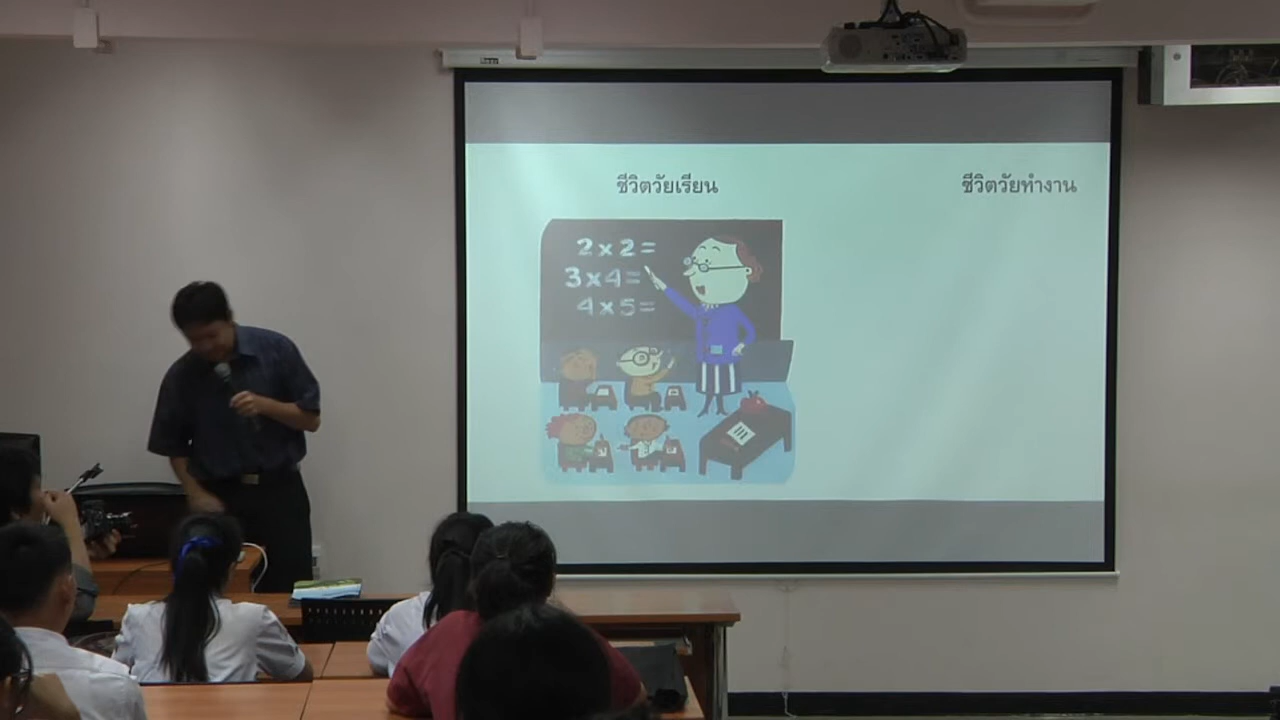 ชีวิตวัยเรียน
ชีวิตวัยทำงาน
2x2=
3x4=
4x5=